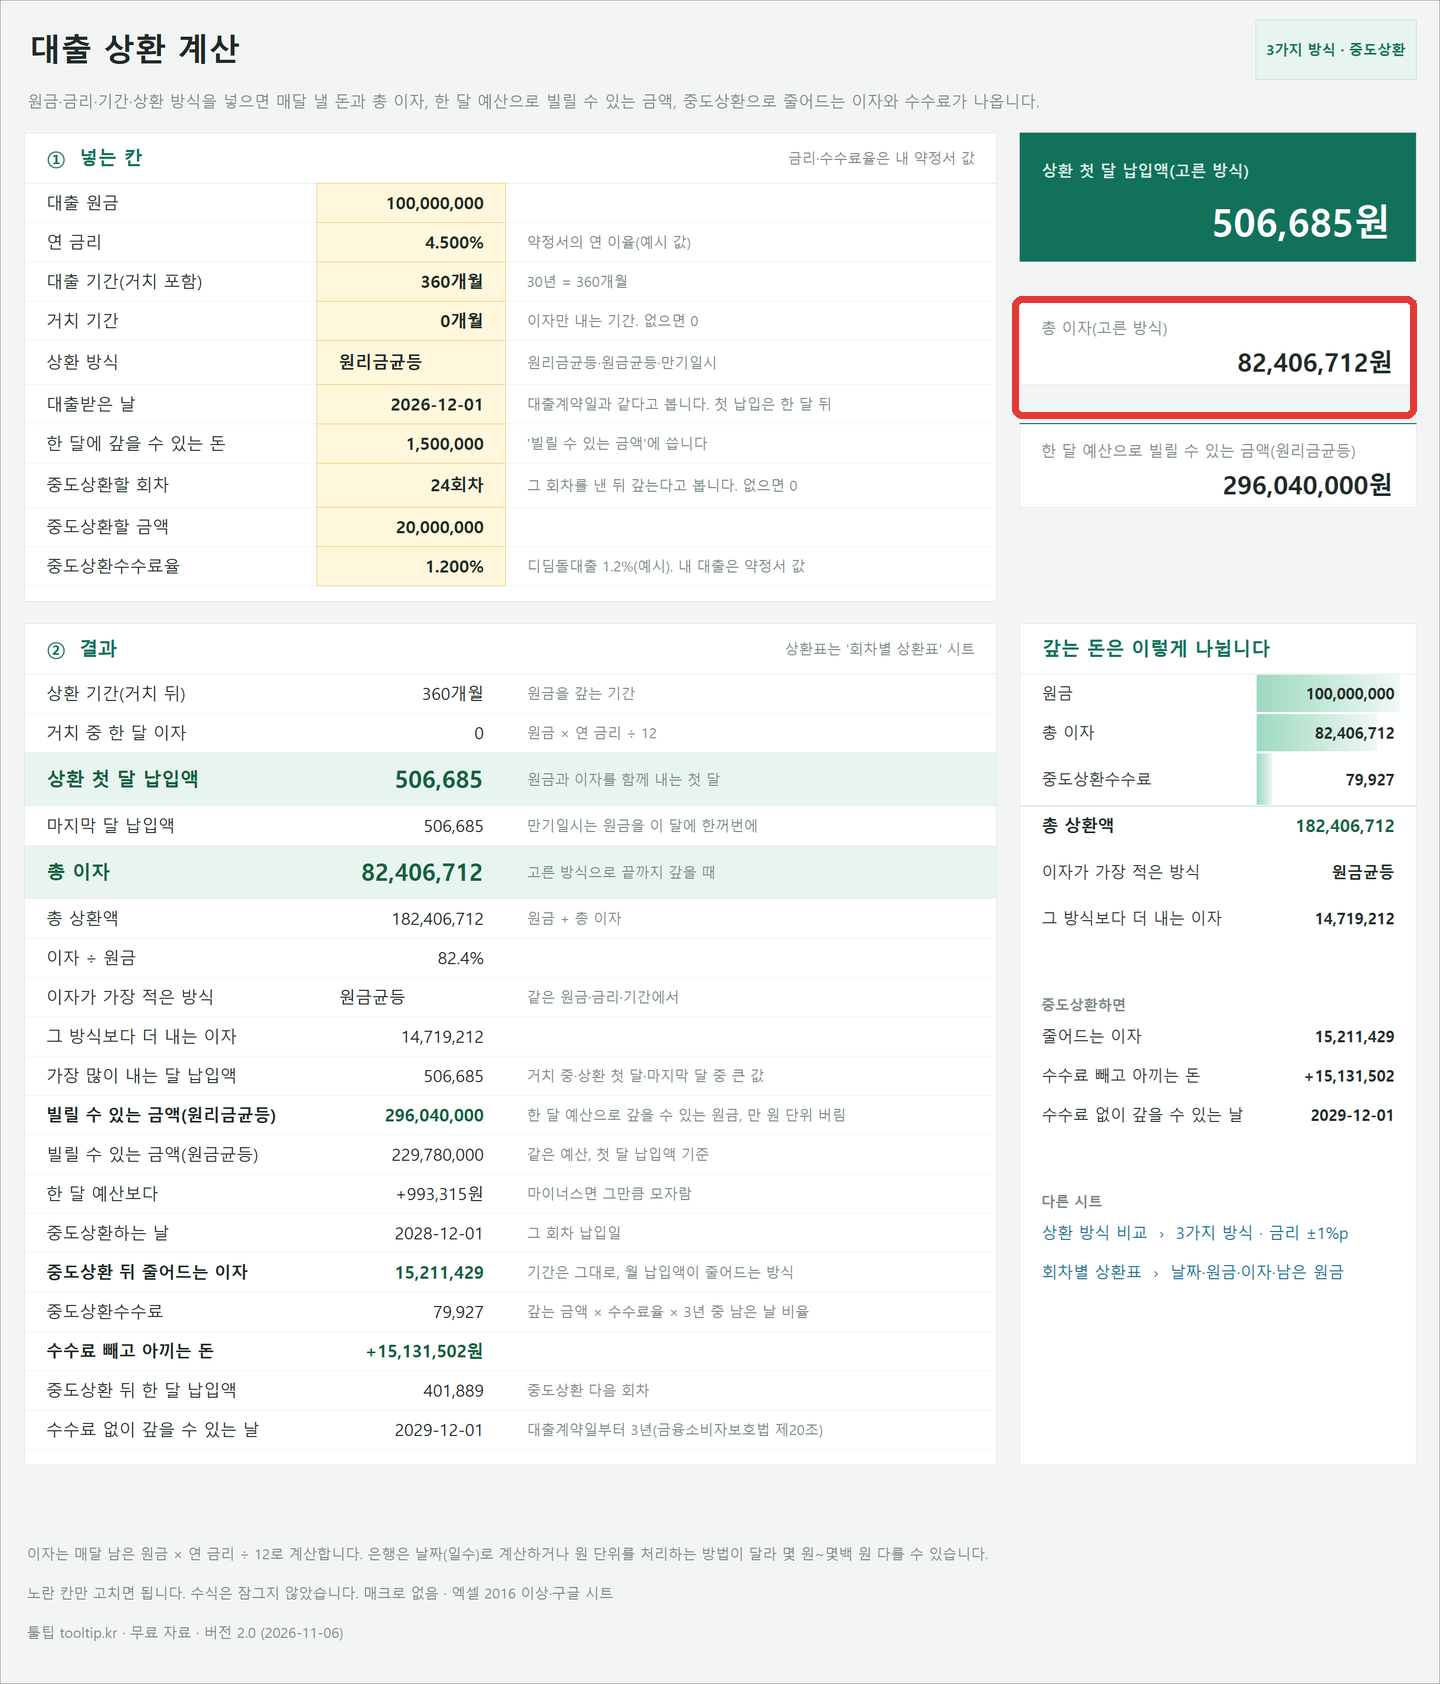 대출 상환 계산
3가지 방식 · 중도상환
원금·금리·기간·상환 방식을 넣으면 매달 낼 돈과 총 이자, 한 달 예산으로 빌릴 수 있는 금액, 중도상환으로 줄어드는 이자와 수수료가 나옵니다.
① 넣는 칸 금리·수수료율은 내 약정서 값
대출 원금 100,000,000
연 금리 4.500% 약정서의 연 이율(예시 값)
대출 기간(거치 포함) 360개월 30년 = 360개월
거치 기간 0개월 이자만 내는 기간. 없으면 0
상환 방식 원리금균등 원리금균등·원금균등·만기일시
대출받은 날 2026-12-01 대출계약일과 같다고 봅니다. 첫 납입은 한 달 뒤
한 달에 갚을 수 있는 돈 1,500,000 '빌릴 수 있는 금액'에 씁니다
중도상환할 회차 24회차 그 회차를 낸 뒤 갚는다고 봅니다. 없으면 0
중도상환할 금액 20,000,000
중도상환수수료율 1.200% 디딤돌대출 1.2%(예시). 내 대출은 약정서 값
상환 첫 달 납입액(고른 방식)
506,685원
총 이자(고른 방식)
82,406,712원
한 달 예산으로 빌릴 수 있는 금액(원리금균등)
296,040,000원
② 결과 상환표는 '회차별 상환표' 시트
상환 기간(거치 뒤) 360개월 원금을 갚는 기간
거치 중 한 달 이자 0 원금 × 연 금리 ÷ 12
상환 첫 달 납입액 506,685 원금과 이자를 함께 내는 첫 달
마지막 달 납입액 506,685 만기일시는 원금을 이 달에 한꺼번에
총 이자 82,406,712 고른 방식으로 끝까지 갚을 때
총 상환액 182,406,712 원금 + 총 이자
이자 ÷ 원금 82.4%
이자가 가장 적은 방식 원금균등 같은 원금·금리·기간에서
그 방식보다 더 내는 이자 14,719,212
가장 많이 내는 달 납입액 506,685 거치 중·상환 첫 달·마지막 달 중 큰 값
빌릴 수 있는 금액(원리금균등) 296,040,000 한 달 예산으로 갚을 수 있는 원금, 만 원 단위 버림
빌릴 수 있는 금액(원금균등) 229,780,000 같은 예산, 첫 달 납입액 기준
한 달 예산보다 +993,315원 마이너스면 그만큼 모자람
중도상환하는 날 2028-12-01 그 회차 납입일
중도상환 뒤 줄어드는 이자 15,211,429 기간은 그대로, 월 납입액이 줄어드는 방식
중도상환수수료 79,927 갚는 금액 × 수수료율 × 3년 중 남은 날 비율
수수료 빼고 아끼는 돈 +15,131,502원
중도상환 뒤 한 달 납입액 401,889 중도상환 다음 회차
수수료 없이 갚을 수 있는 날 2029-12-01 대출계약일부터 3년(금융소비자보호법 제20조)
갚는 돈은 이렇게 나뉩니다
원금 100,000,000
총 이자 82,406,712
중도상환수수료 79,927
총 상환액 182,406,712
이자가 가장 적은 방식 원금균등
그 방식보다 더 내는 이자 14,719,212
중도상환하면
줄어드는 이자 15,211,429
수수료 빼고 아끼는 돈 +15,131,502
수수료 없이 갚을 수 있는 날 2029-12-01
다른 시트
상환 방식 비교 › 3가지 방식 · 금리 ±1%p
회차별 상환표 › 날짜·원금·이자·남은 원금
이자는 매달 남은 원금 × 연 금리 ÷ 12로 계산합니다. 은행은 날짜(일수)로 계산하거나 원 단위를 처리하는 방법이 달라 몇 원~몇백 원 다를 수 있습니다.
노란 칸만 고치면 됩니다. 수식은 잠그지 않았습니다. 매크로 없음 · 엑셀 2016 이상·구글 시트
툴팁 tooltip.kr · 무료 자료 · 버전 2.0 (2026-11-06)